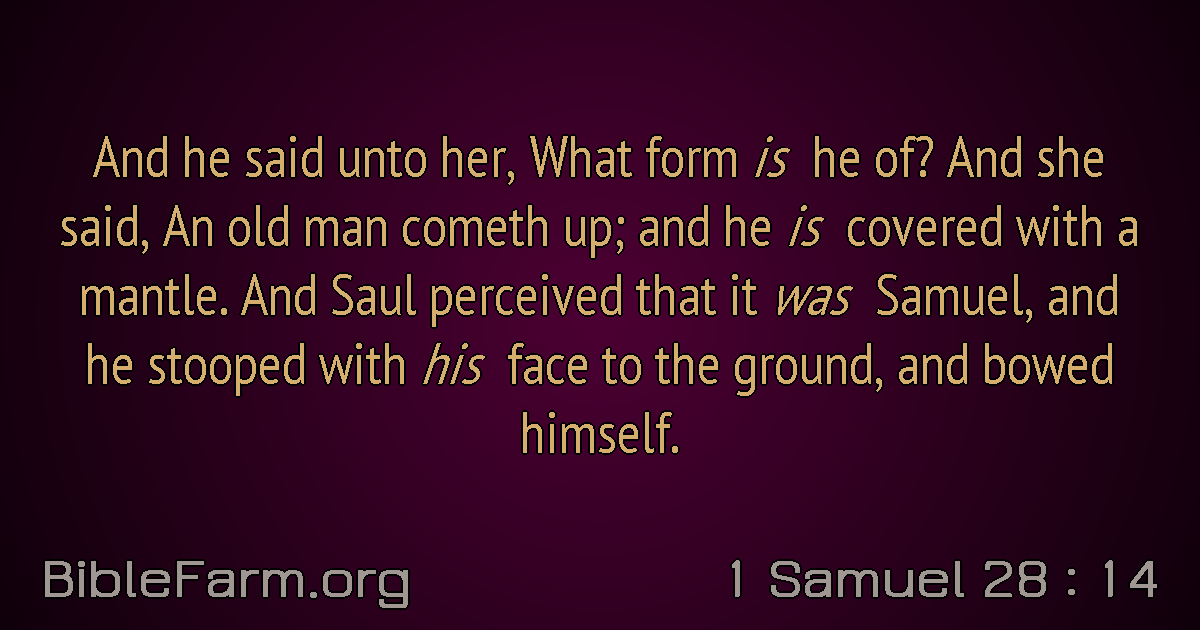 And he said unto her, What form is he of? And she
said, An old man cometh up; and he is covered with a
mantle. And Saul perceived that it was Samuel, and
he stooped with his face to the ground, and bowed
himself.
BibleFarm.org
1 Samuel 28 : 14